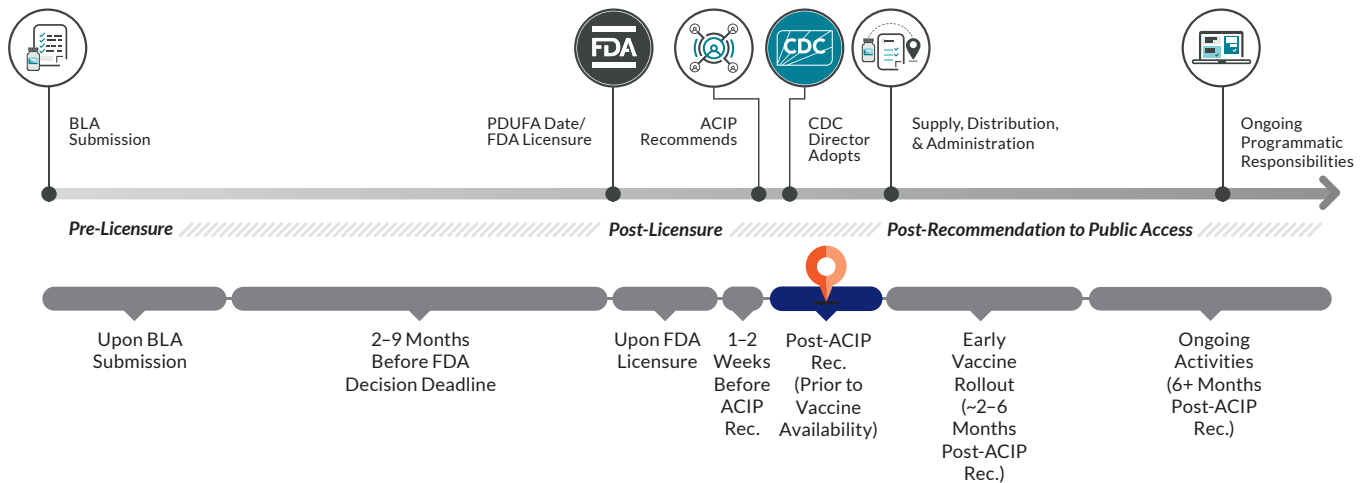 FDA
CDC
BLA
Submission
PDUFA Date/
FDA Licensure
ACIP
Recommends
CDC
Director
Adopts
Supply, Distribution,
& Administration
Ongoing
Programmatic
Responsibilities
Pre-Licensure
Post-Licensure
Post-Recommendation to Public Access
Upon BLA
Submission
2–9 Months
Before FDA
Decision Deadline
Upon FDA
Licensure
1–2
Weeks
Before
ACIP
Rec.
Post-ACIP
Rec.
(Prior to
Vaccine
Availability)
Early
Vaccine
Rollout
(~2–6
Months
Post-ACIP
Rec.)
Ongoing
Activities
(6+ Months
Post-ACIP
Rec.)